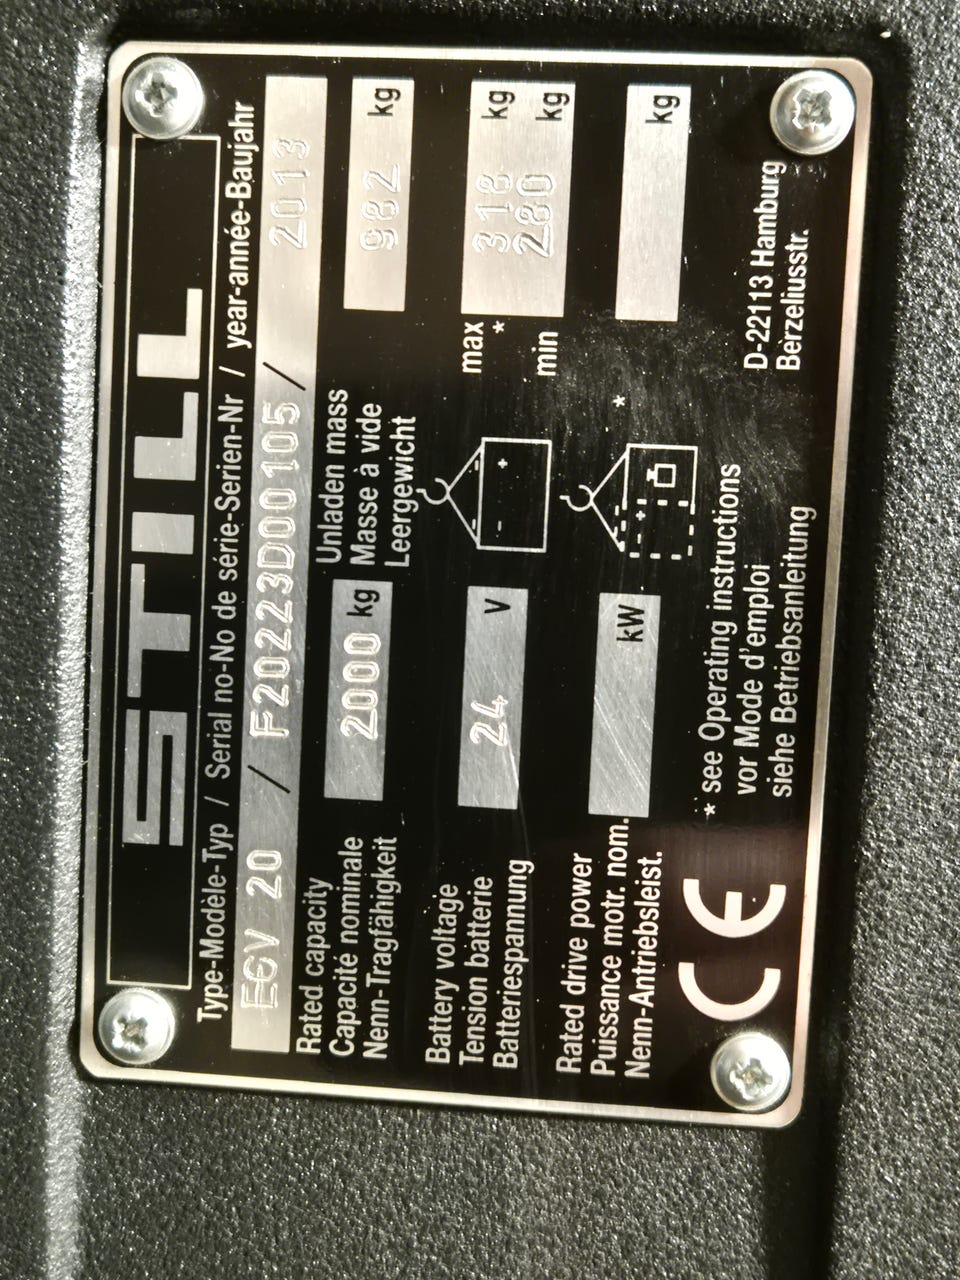 STILL
Type-Modèle-Typ / Serial no-No de série-Serien-Nr / year-année-Baujahr
EGV 20 / F20223D00105 / 2013
Rated capacity
Capacité nominale
Nenn-Tragfähigkeit
2000 kg
Unladen mass
Masse à vide
Leergewicht
982 kg
Battery voltage
Tension batterie
Batteriespannung
24 V
- +
max
*
min
318 kg
280 kg
Rated drive power
Puissance motr. nom.
Nenn-Antriebsleist.
kW
*
kg
CE
* see Operating instructions
vor Mode d'emploi
siehe Betriebsanleitung
D-22113 Hamburg
Berzeliusstr.